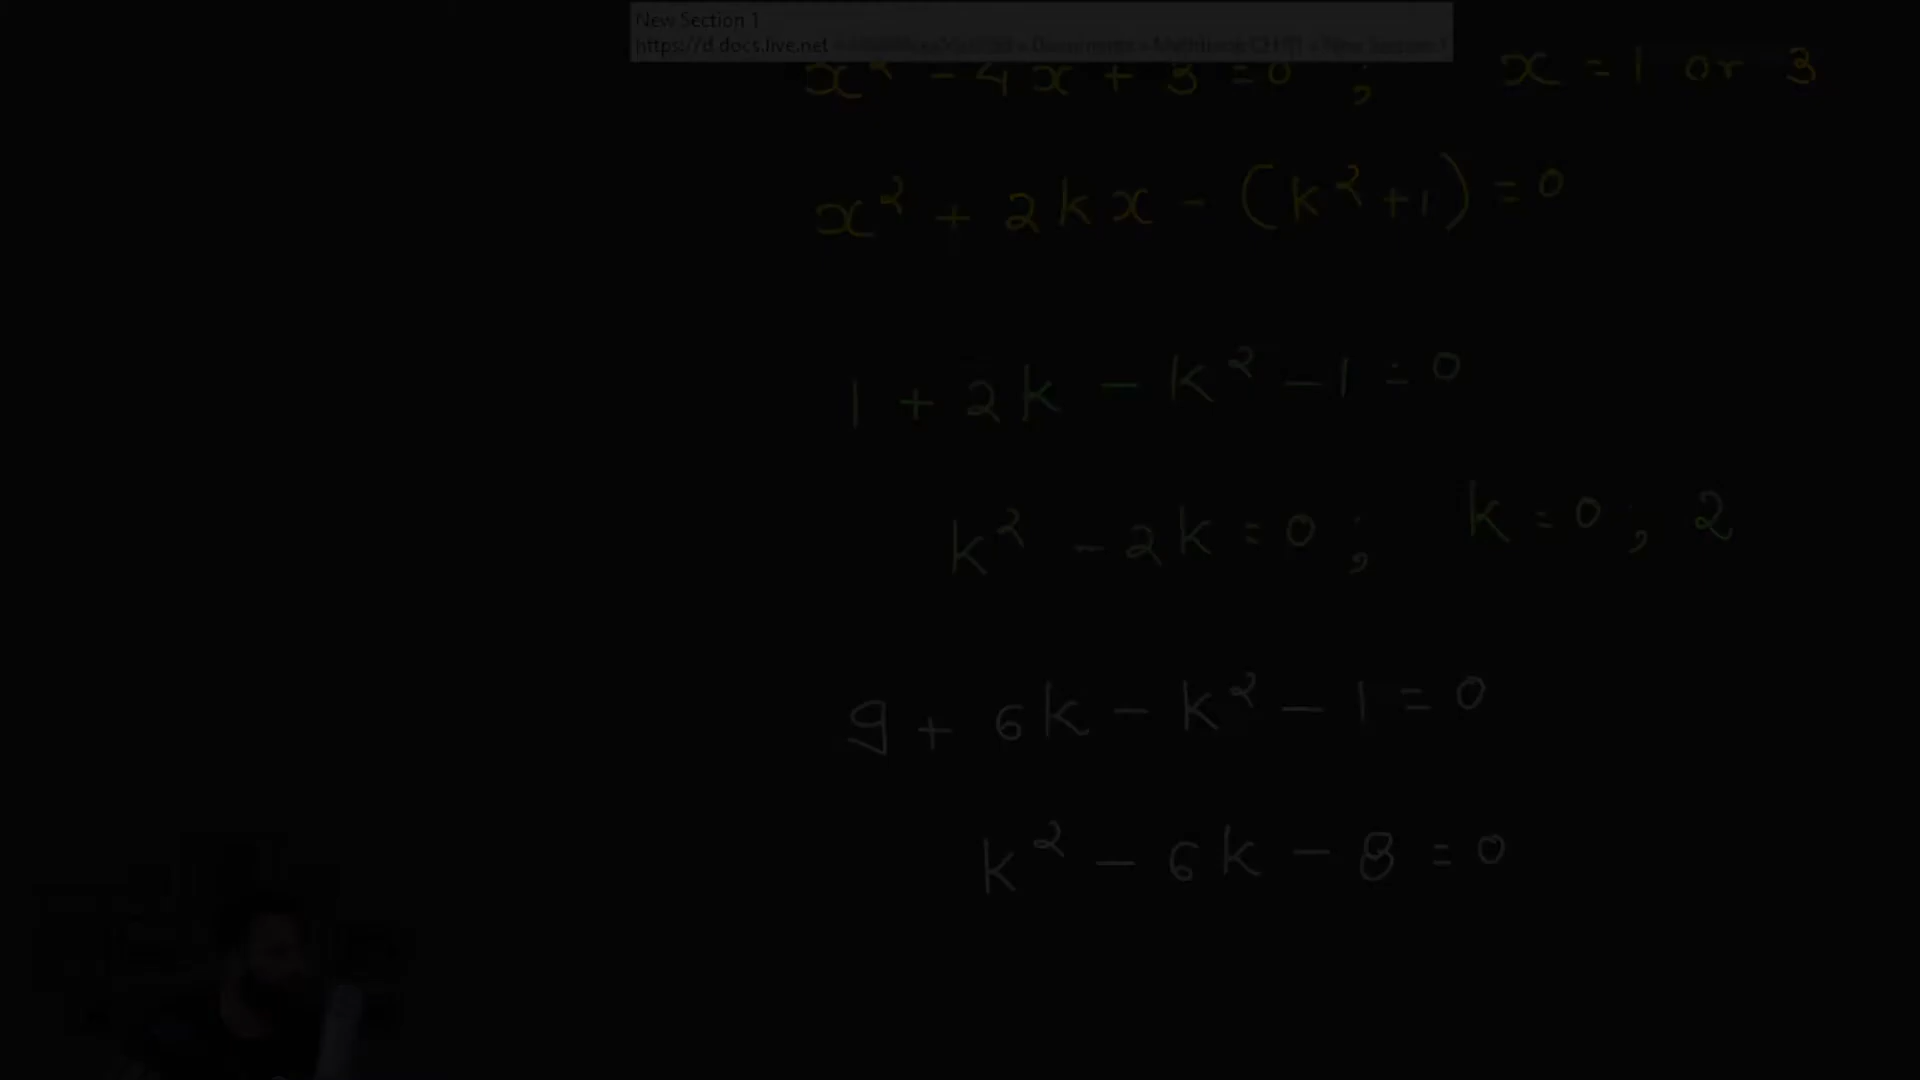 New Section 1
https://d.docs.live.net
x² - 4x + 3 = 0 ; x = 1 or 3
x² + 2kx - (k² + 1) = 0
1 + 2k - k² - 1 = 0
k² - 2k = 0 ; k = 0 ; 2
9 + 6k - k² - 1 = 0
k² - 6k - 8 = 0